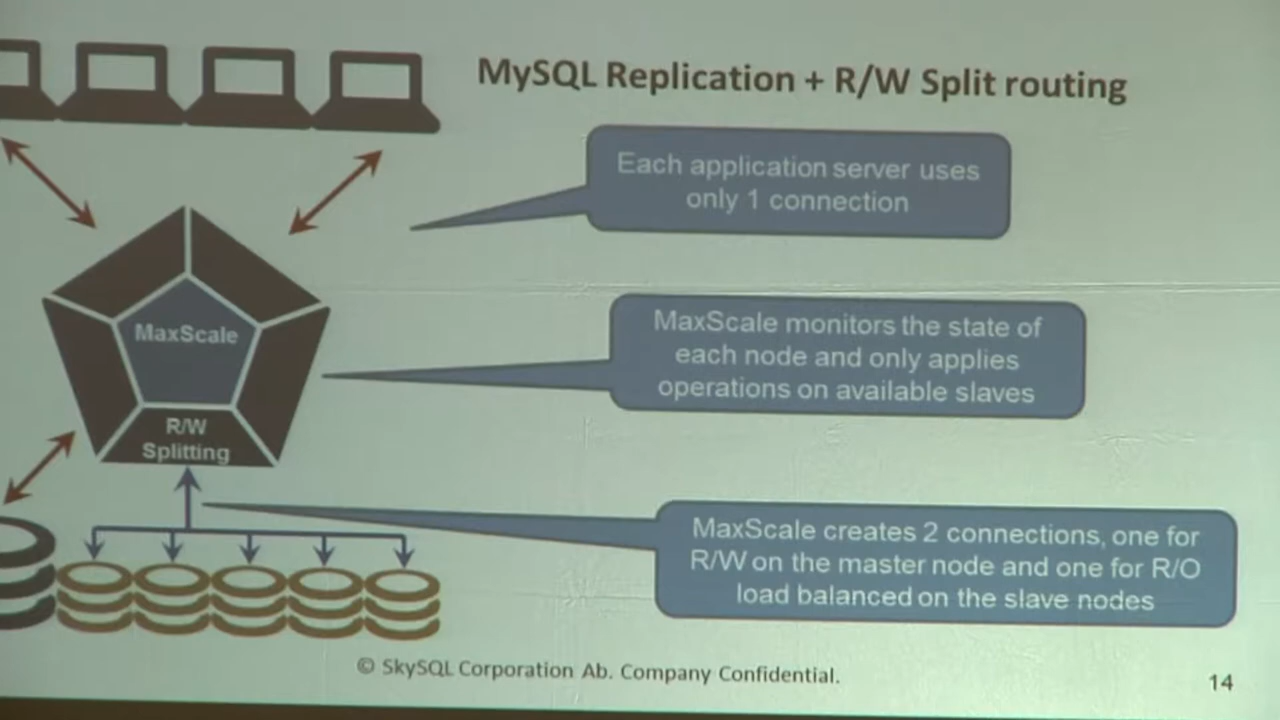 MySQL Replication + R/W Split routing
Each application server uses
only 1 connection
MaxScale
MaxScale monitors the state of
each node and only applies
operations on available slaves
R/W
Splitting
MaxScale creates 2 connections, one for
R/W on the master node and one for R/O
load balanced on the slave nodes
© SkySQL Corporation Ab. Company Confidential.
14